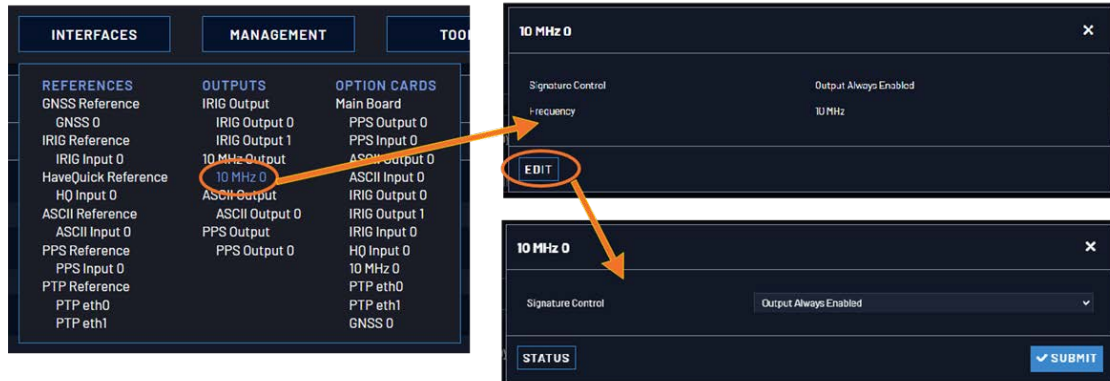 INTERFACES
MANAGEMENT
TOO
REFERENCES
GNSS Reference
GNSS 0
IRIG Reference
IRIG Input 0
HaveQuick Reference
HQ Input 0
ASCII Reference
ASCII Input 0
PPS Reference
PPS Input 0
PTP Reference
PTP eth0
PTP eth1
OUTPUTS
IRIG Output
IRIG Output 0
IRIG Output 1
10 MHz Output
10 MHz 0
ASCII Output
ASCII Output 0
PPS Output
PPS Output 0
OPTION CARDS
Main Board
PPS Output 0
PPS Input 0
ASCII Output 0
ASCII Input 0
IRIG Output 0
IRIG Output 1
IRIG Input 0
HQ Input 0
10 MHz 0
PTP eth0
PTP eth1
GNSS 0
10 MHz 0
Signature Control Output Always Enabled
Frequency 10 MHz
EDIT
10 MHz 0
Signature Control Output Always Enabled
STATUS
SUBMIT